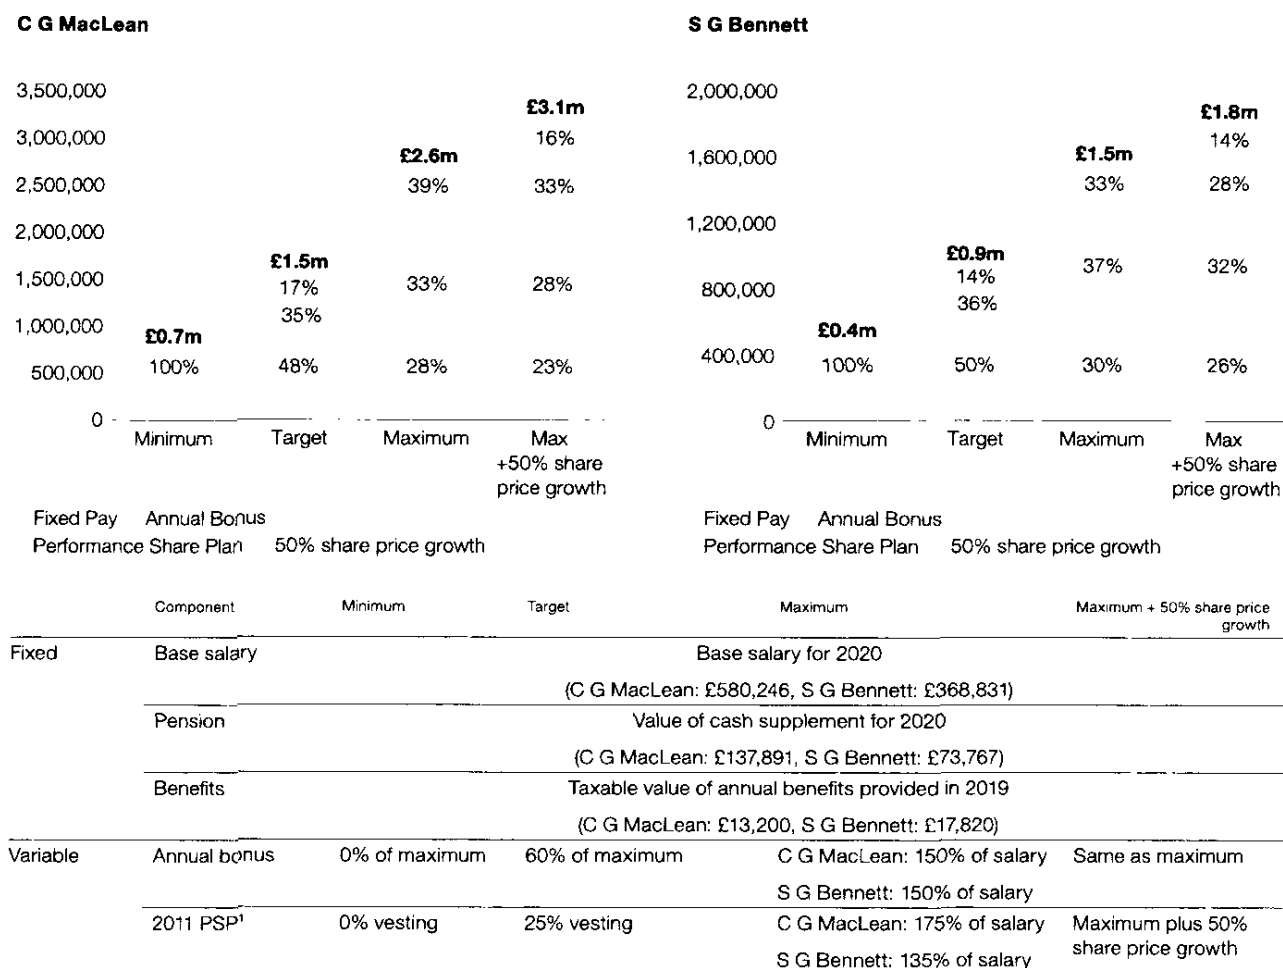 C G MacLean
3,500,000
3,000,000
2,500,000
2,000,000
1,500,000
1,000,000
500,000
0
£0.7m
100%
£1.5m
17%
35%
48%
£2.6m
39%
33%
28%
£3.1m
16%
33%
28%
23%
Minimum Target Maximum Max
+50% share
price growth
Fixed Pay Annual Bonus
Performance Share Plan 50% share price growth
S G Bennett
2,000,000
1,600,000
1,200,000
800,000
400,000
0
£0.4m
100%
£0.9m
14%
36%
50%
£1.5m
33%
37%
30%
£1.8m
14%
28%
32%
26%
Minimum Target Maximum Max
+50% share
price growth
Fixed Pay Annual Bonus
Performance Share Plan 50% share price growth
Component Minimum Target Maximum Maximum + 50% share price
growth
Fixed Base salary Base salary for 2020
(C G MacLean: £580,246, S G Bennett: £368,831)
Pension Value of cash supplement for 2020
(C G MacLean: £137,891, S G Bennett: £73,767)
Benefits Taxable value of annual benefits provided in 2019
(C G MacLean: £13,200, S G Bennett: £17,820)
Variable Annual bonus 0% of maximum 60% of maximum C G MacLean: 150% of salary Same as maximum
S G Bennett: 150% of salary
2011 PSP¹ 0% vesting 25% vesting C G MacLean: 175% of salary Maximum plus 50%
share price growth
S G Bennett: 135% of salary